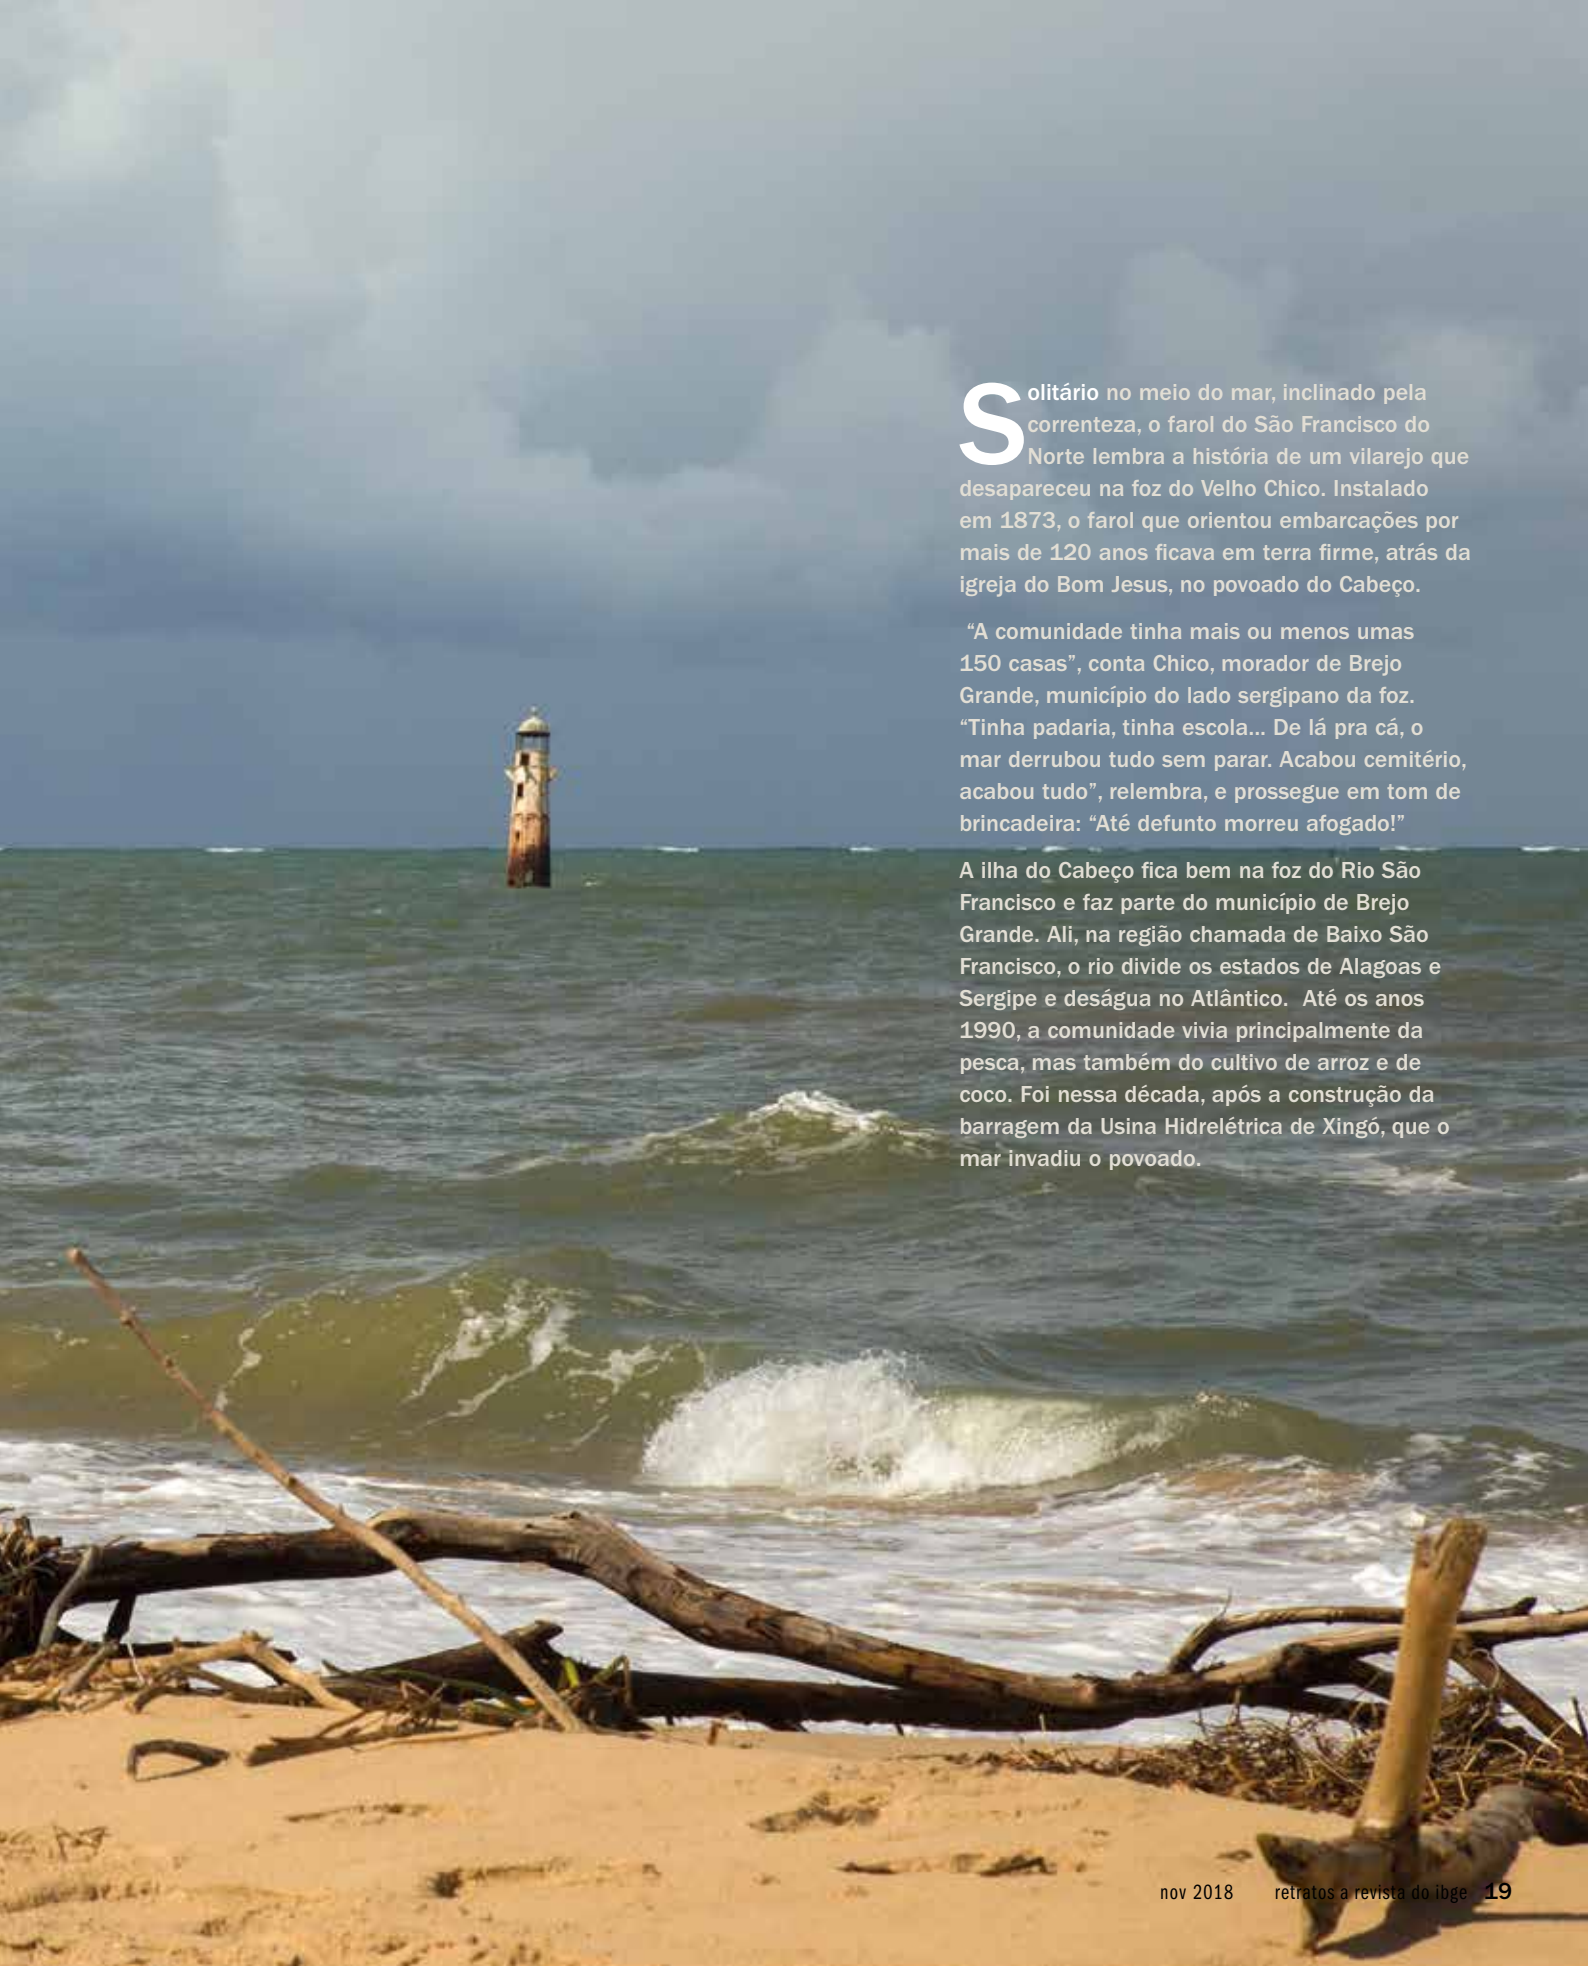 Solitário no meio do mar, inclinado pela
correnteza, o farol do São Francisco do
Norte lembra a história de um vilarejo que
desapareceu na foz do Velho Chico. Instalado
em 1873, o farol que orientou embarcações por
mais de 120 anos ficava em terra firme, atrás da
igreja do Bom Jesus, no povoado do Cabeço.
“A comunidade tinha mais ou menos umas
150 casas”, conta Chico, morador de Brejo
Grande, município do lado sergipano da foz.
“Tinha padaria, tinha escola... De lá pra cá, o
mar derrubou tudo sem parar. Acabou cemitério,
acabou tudo”, relembra, e prossegue em tom de
brincadeira: “Até defunto morreu afogado!”
A ilha do Cabeço fica bem na foz do Rio São
Francisco e faz parte do município de Brejo
Grande. Ali, na região chamada de Baixo São
Francisco, o rio divide os estados de Alagoas e
Sergipe e deságua no Atlântico.  Até os anos
1990, a comunidade vivia principalmente da
pesca, mas também do cultivo de arroz e de
coco. Foi nessa década, após a construção da
barragem da Usina Hidrelétrica de Xingó, que o
mar invadiu o povoado.
nov 2018 retratos a revista do ibge 19